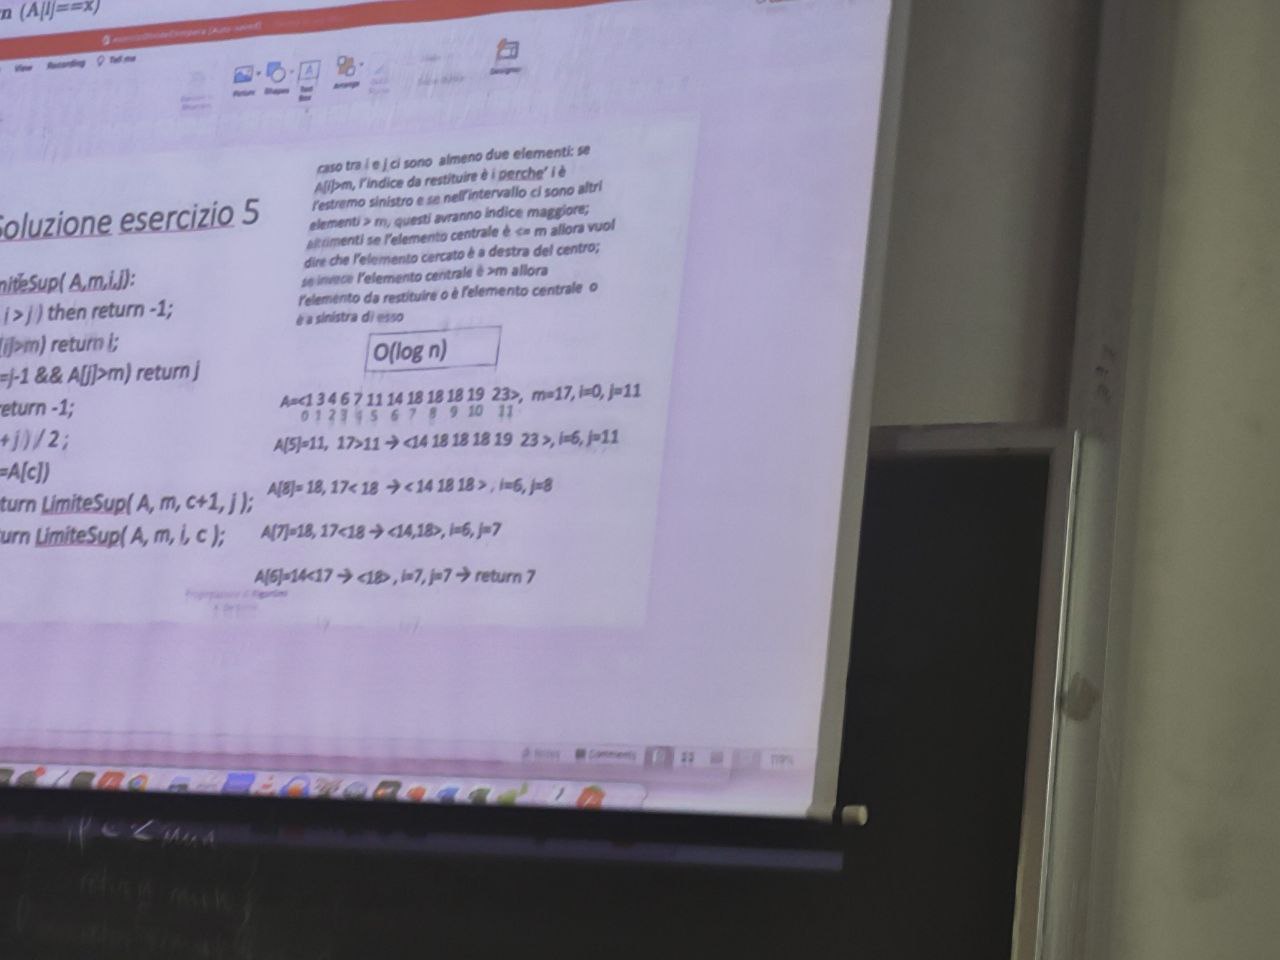 n (A[j]==x)
View Recording Tell me
Picture Shapes Text Box Arrange Designer
Soluzione esercizio 5
caso tra i e j ci sono almeno due elementi: se
A[i]>m, l'indice da restituire è i perche' i è
l'estremo sinistro e se nell'intervallo ci sono altri
elementi > m, questi avranno indice maggiore;
altrimenti se l'elemento centrale è <= m allora vuol
dire che l'elemento cercato è a destra del centro;
se invece l'elemento centrale è >m allora
l'elemento da restituire o è l'elemento centrale o
è a sinistra di esso
miteSup( A,m,i,j):
i > j ) then return -1;
[i]>m) return i;
=j-1 && A[j]>m) return j
eturn -1;
+ j ) / 2 ;
=A[c])
turn LimiteSup( A, m, c+1, j );
urn LimiteSup( A, m, i, c );
O(log n)
A=<1 3 4 6 7 11 14 18 18 18 19 23>, m=17, i=0, j=11
0 1 2 3 4 5 6 7 8 9 10 11
A[5]=11, 17>11 → <14 18 18 18 19 23 >, i=6, j=11
A[8]= 18, 17< 18 → < 14 18 18 > , i=6, j=8
A[7]=18, 17<18 → <14,18>, i=6, j=7
A[6]=14<17 → <18> , i=7, j=7 → return 7
Notes Comments 119%